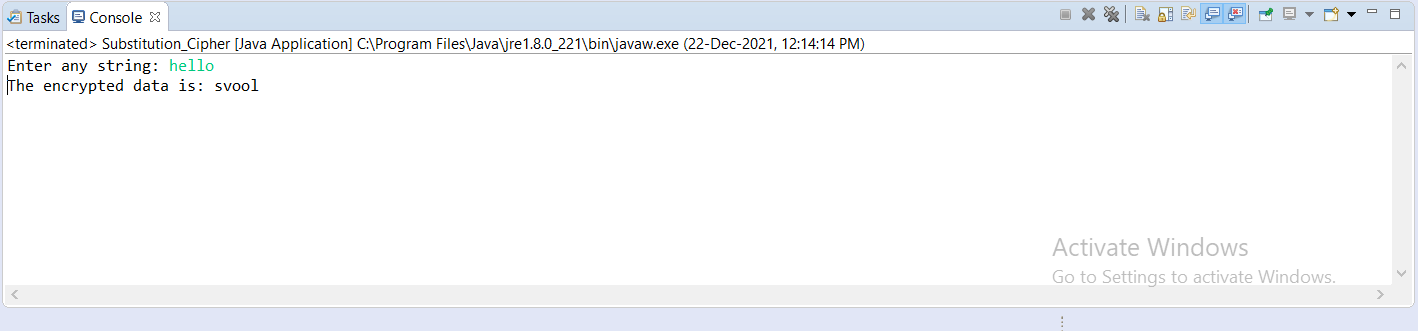 Tasks Console
<terminated> Substitution_Cipher [Java Application] C:\Program Files\Java\jre1.8.0_221\bin\javaw.exe (22-Dec-2021, 12:14:14 PM)
Enter any string: hello
The encrypted data is: svool
Activate Windows
Go to Settings to activate Windows.